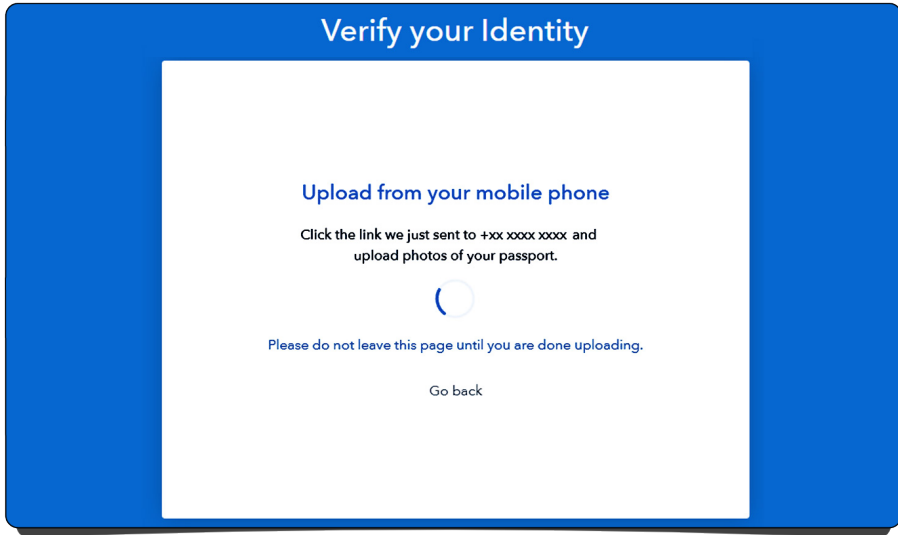 Verify your Identity
Upload from your mobile phone
Click the link we just sent to +xx xxxx xxxx and
upload photos of your passport.
Please do not leave this page until you are done uploading.
Go back